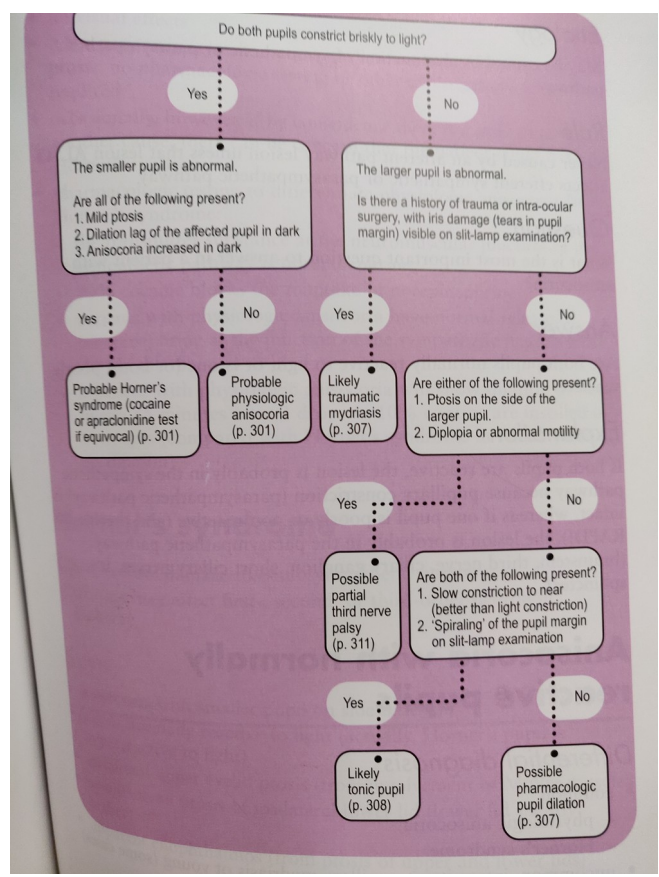 Do both pupils constrict briskly to light?
Yes
No
The smaller pupil is abnormal.
Are all of the following present?
1. Mild ptosis
2. Dilation lag of the affected pupil in dark
3. Anisocoria increased in dark
The larger pupil is abnormal.
Is there a history of trauma or intra-ocular
surgery, with iris damage (tears in pupil
margin) visible on slit-lamp examination?
Yes
No
Yes
No
Probable Horner's
syndrome (cocaine
or apraclonidine test
if equivocal) (p. 301)
Probable
physiologic
anisocoria
(p. 301)
Likely
traumatic
mydriasis
(p. 307)
Are either of the following present?
1. Ptosis on the side of the
larger pupil.
2. Diplopia or abnormal motility
Yes
No
Possible
partial
third nerve
palsy
(p. 311)
Are both of the following present?
1. Slow constriction to near
(better than light constriction)
2. 'Spiraling' of the pupil margin
on slit-lamp examination
Yes
No
Likely
tonic pupil
(p. 308)
Possible
pharmacologic
pupil dilation
(p. 307)